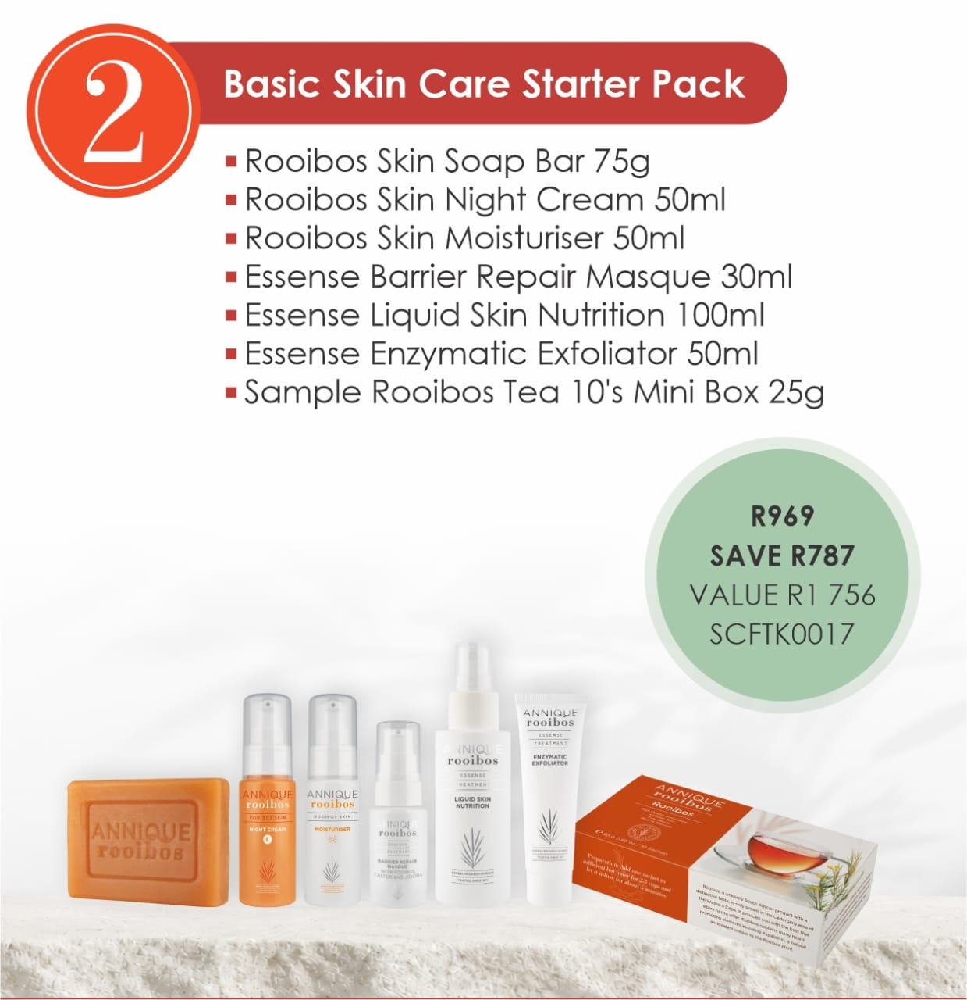 2
Basic Skin Care Starter Pack
Rooibos Skin Soap Bar 75g
Rooibos Skin Night Cream 50ml
Rooibos Skin Moisturiser 50ml
Essense Barrier Repair Masque 30ml
Essense Liquid Skin Nutrition 100ml
Essense Enzymatic Exfoliator 50ml
Sample Rooibos Tea 10's Mini Box 25g
R969
SAVE R787
VALUE R1 756
SCFTK0017
ANNIQUE
rooibos
ANNIQUE
rooibos
ROOIBOS SKIN
NIGHT CREAM
ANNIQUE
rooibos
ROOIBOS SKIN
MOISTURISER
ANNIQUE
rooibos
ESSENSE
TREATMENT
BARRIER REPAIR
MASQUE
WITH ROOIBOS,
CASTOR AND JOJOBA
ANNIQUE
rooibos
ESSENSE
TREATMENT
LIQUID SKIN
NUTRITION
ANNIQUE
rooibos
ESSENSE
TREATMENT
ENZYMATIC
EXFOLIATOR
ANNIQUE
rooibos
Rooibos
25 g (0.88 oz / 10 Sachets
Preparation: Add one sachet to
sufficient hot water for 2-3 cups and
let it infuse for about 5 minutes.
Rooibos, a uniquely South African product with a
distinctive taste, is only grown in the Cederberg area of
the Western Cape. It provides you with the best that
nature has to offer. Rooibos contains many health
promoting elements including Aspalathin, a natural
antioxidant unique to the Rooibos plant.